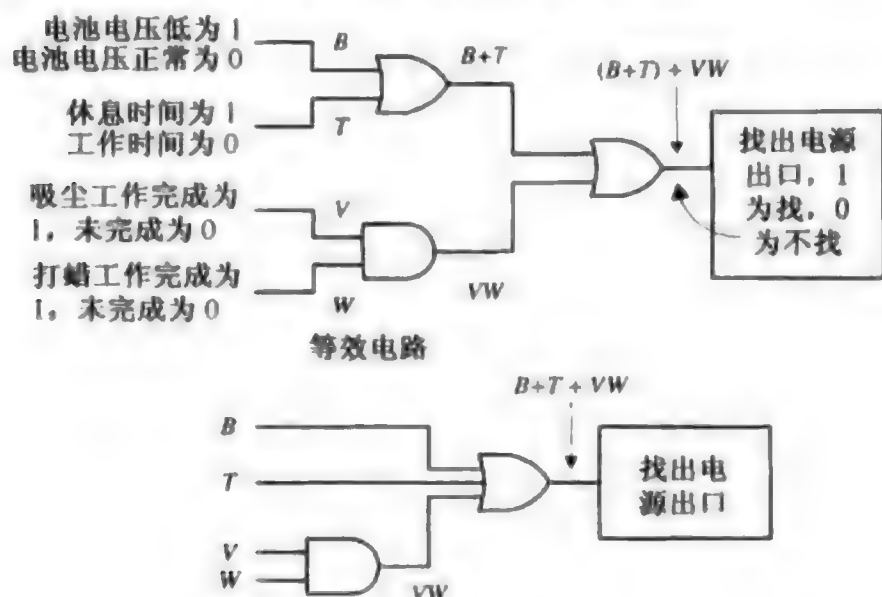 电池电压低为1
电池电压正常为0
B
B+T
(B+T)+VW
休息时间为1
工作时间为0
T
找出电源
出口,1
为找,0
为不找
吸尘工作完成为
1,未完成为0
V
打蜡工作完成为
1,未完成为0
W
VW
等效电路
B+T+VW
B
T
找出电
源出口
V
W
VW